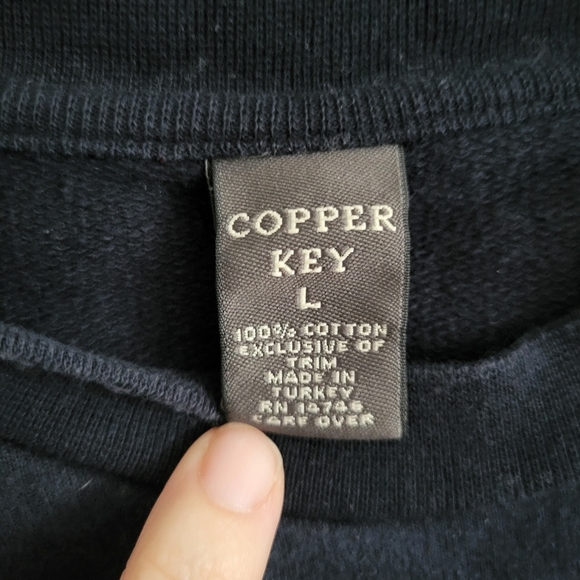 COPPER
KEY
L
100% COTTON
EXCLUSIVE OF
TRIM
MADE IN
TURKEY
RN 14746
CARE OVER